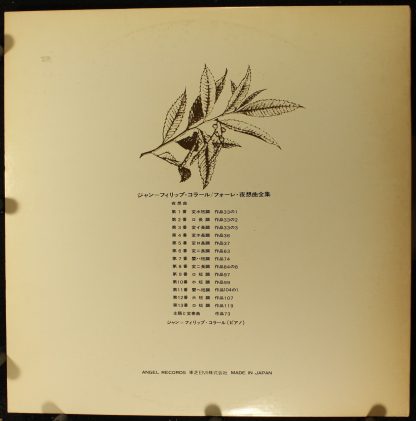 ジャン＝フィリップ・コラール／フォーレ・夜想曲全集
夜想曲
第1番 変ホ短調 作品33の1
第2番 ロ長調 作品33の2
第3番 変イ長調 作品33の3
第4番 変ホ長調 作品36
第5番 変ロ長調 作品37
第6番 変ニ長調 作品63
第7番 嬰ハ短調 作品74
第8番 変ニ長調 作品84の8
第9番 ロ短調 作品97
第10番 ホ短調 作品99
第11番 嬰ヘ短調 作品104の1
第12番 ホ短調 作品107
第13番 ロ短調 作品119
主題と変奏曲 作品73
ジャン＝フィリップ・コラール(ピアノ)
ANGEL RECORDS 東芝EMI株式会社 MADE IN JAPAN